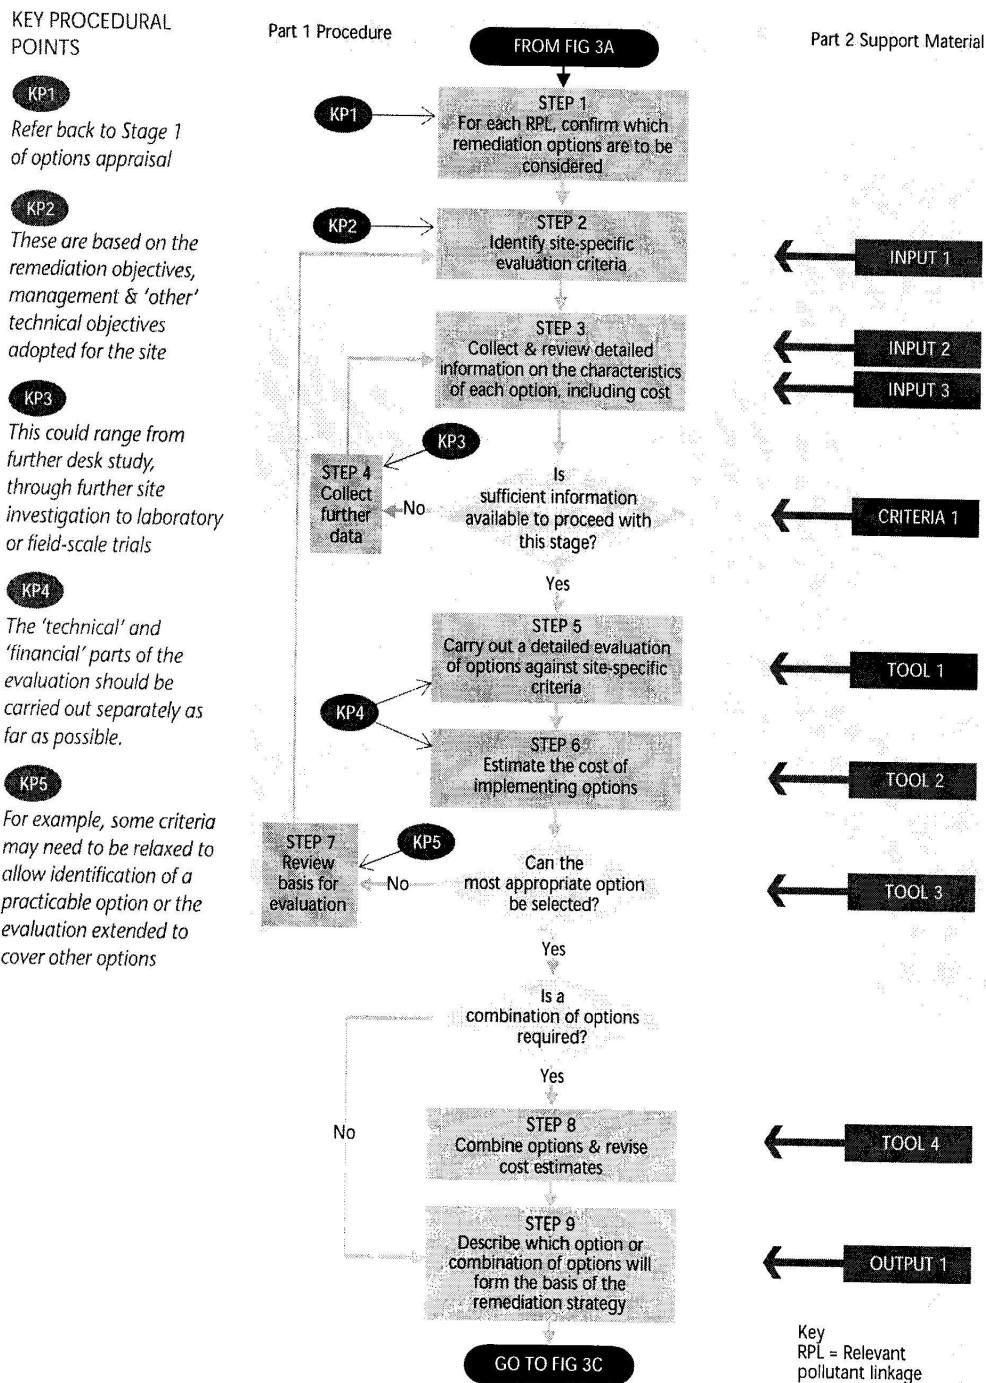 KEY PROCEDURAL
POINTS
KP1
Refer back to Stage 1
of options appraisal
KP2
These are based on the
remediation objectives,
management & 'other'
technical objectives
adopted for the site
KP3
This could range from
further desk study,
through further site
investigation to laboratory
or field-scale trials
KP4
The 'technical' and
'financial' parts of the
evaluation should be
carried out separately as
far as possible.
KP5
For example, some criteria
may need to be relaxed to
allow identification of a
practicable option or the
evaluation extended to
cover other options
Part 1 Procedure
FROM FIG 3A
KP1
STEP 1
For each RPL, confirm which
remediation options are to be
considered
KP2
STEP 2
Identify site-specific
evaluation criteria
STEP 3
Collect & review detailed
information on the characteristics
of each option, including cost
KP3
STEP 4
Collect
further
data
No
Is
sufficient information
available to proceed with
this stage?
Yes
STEP 5
Carry out a detailed evaluation
of options against site-specific
criteria
KP4
STEP 6
Estimate the cost of
implementing options
STEP 7
Review
basis for
evaluation
KP5
No
Can the
most appropriate option
be selected?
Yes
Is a
combination of options
required?
Yes
No
STEP 8
Combine options & revise
cost estimates
STEP 9
Describe which option or
combination of options will
form the basis of the
remediation strategy
GO TO FIG 3C
Part 2 Support Material
INPUT 1
INPUT 2
INPUT 3
CRITERIA 1
TOOL 1
TOOL 2
TOOL 3
TOOL 4
OUTPUT 1
Key
RPL = Relevant
pollutant linkage